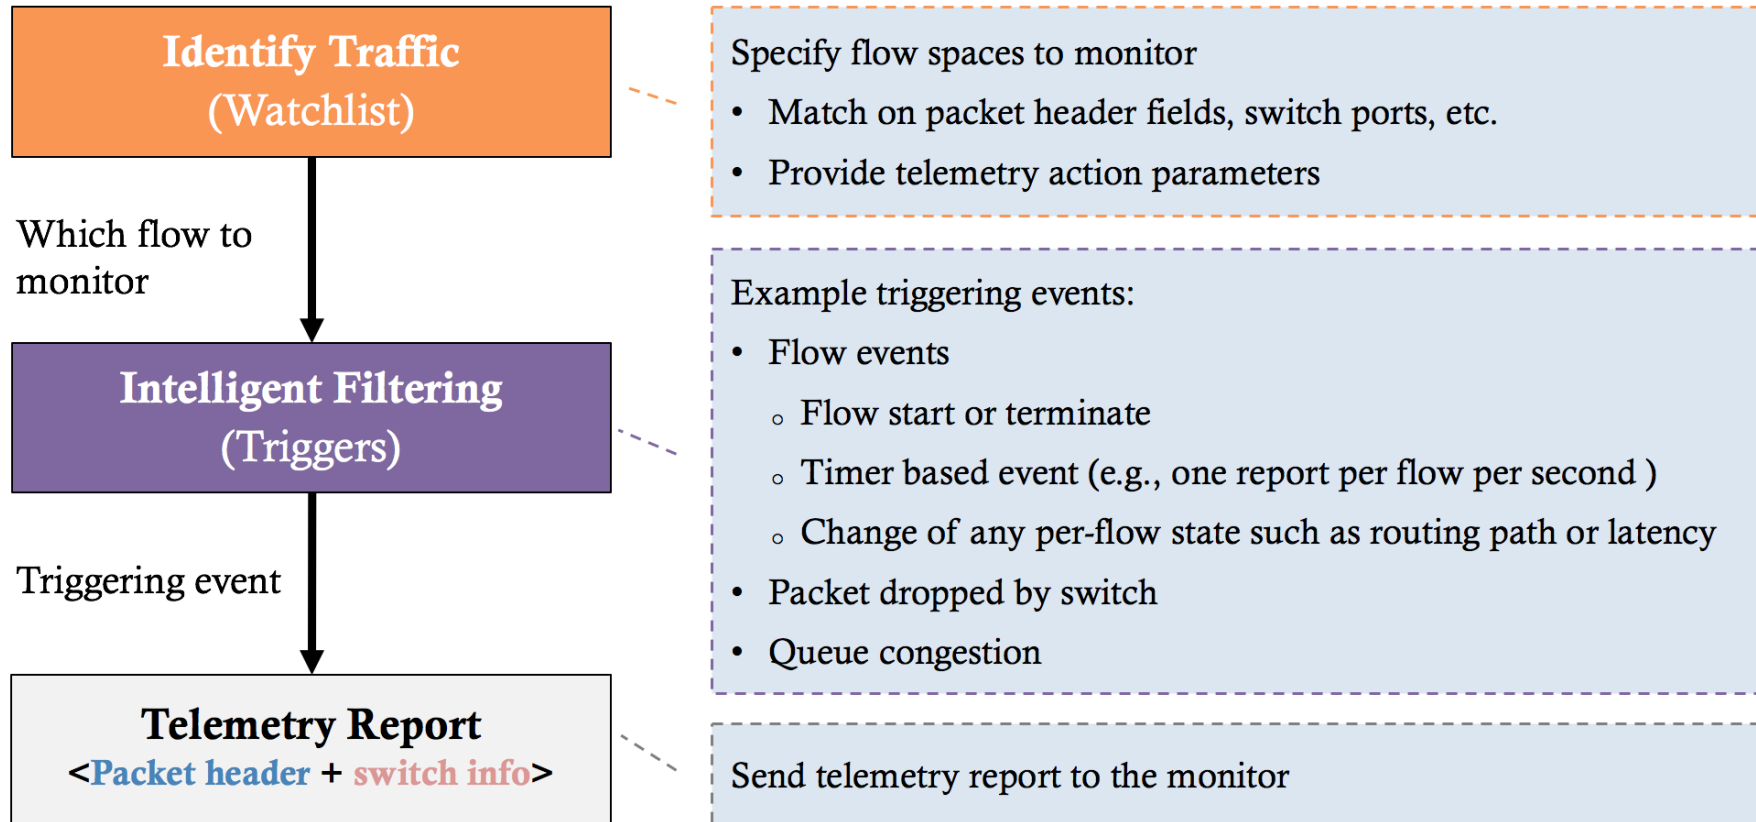 Identify Traffic
(Watchlist)
Specify flow spaces to monitor
• Match on packet header fields, switch ports, etc.
• Provide telemetry action parameters
Which flow to
monitor
Intelligent Filtering
(Triggers)
Example triggering events:
• Flow events
○ Flow start or terminate
○ Timer based event (e.g., one report per flow per second )
○ Change of any per-flow state such as routing path or latency
• Packet dropped by switch
• Queue congestion
Triggering event
Telemetry Report
<Packet header + switch info>
Send telemetry report to the monitor